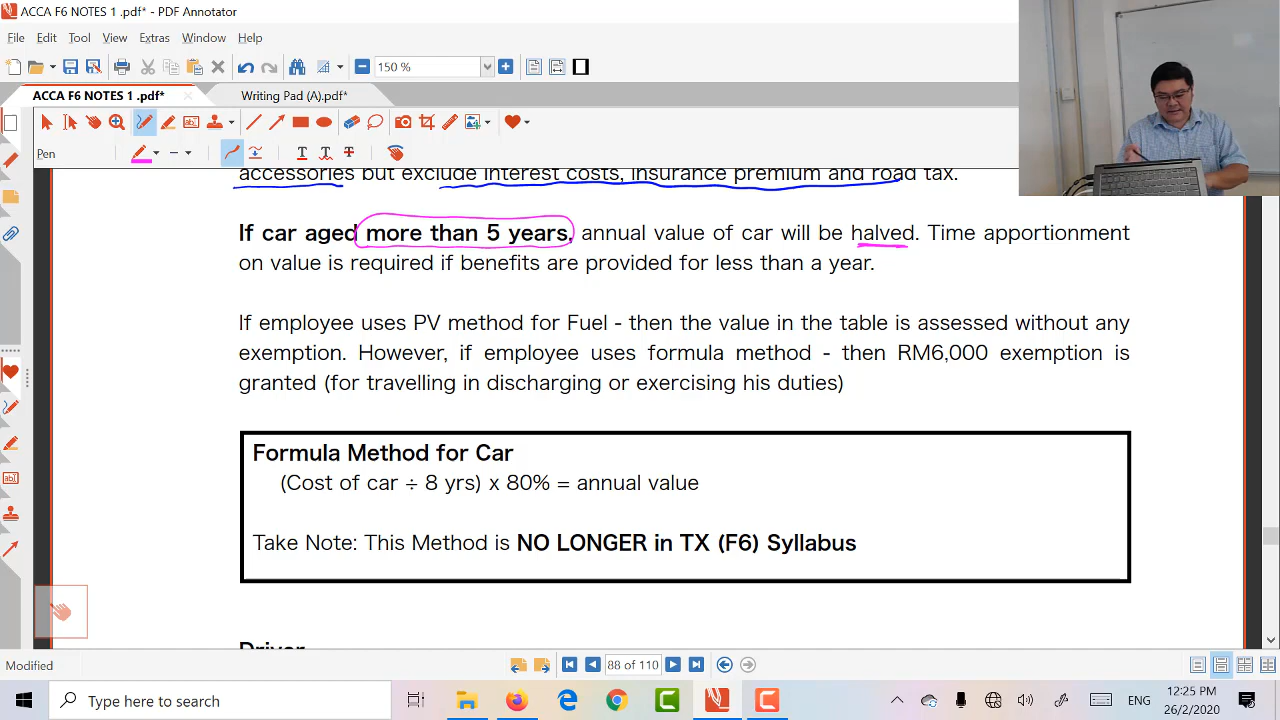 ACCA F6 NOTES 1 .pdf* - PDF Annotator
File Edit Tool View Extras Window Help
150 %
ACCA F6 NOTES 1 .pdf* Writing Pad (A).pdf*
Pen
accessories but exclude interest costs, insurance premium and road tax.
If car aged more than 5 years, annual value of car will be halved. Time apportionment
on value is required if benefits are provided for less than a year.
If employee uses PV method for Fuel - then the value in the table is assessed without any
exemption. However, if employee uses formula method - then RM6,000 exemption is
granted (for travelling in discharging or exercising his duties)
Formula Method for Car
(Cost of car ÷ 8 yrs) x 80% = annual value
Take Note: This Method is NO LONGER in TX (F6) Syllabus
Driver
Modified
88 of 110
Type here to search
ENG
12:25 PM
26/2/2020